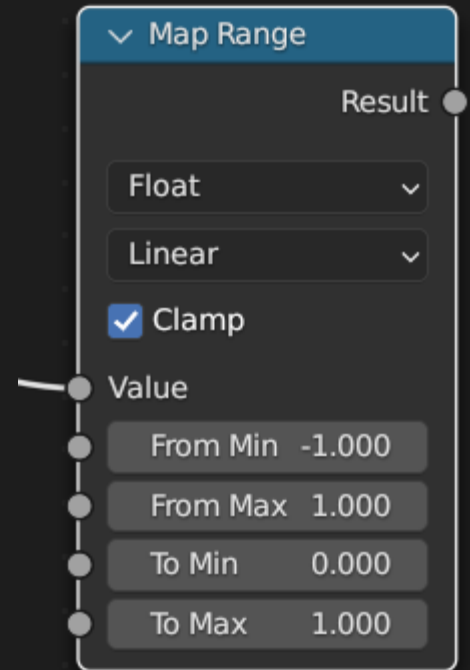 Map Range
Result
Float
Linear
Clamp
Value
From Min -1.000
From Max 1.000
To Min 0.000
To Max 1.000